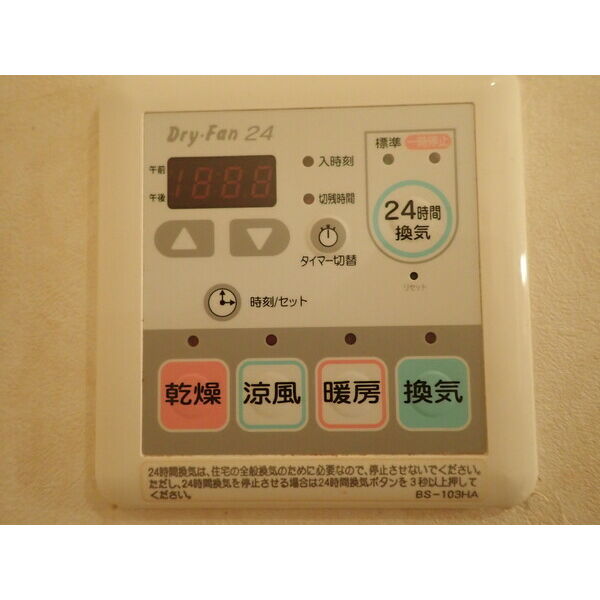 Dry・Fan 24
午前
18:88
午後
入時刻
切残時間
タイマー切替
標準 一時停止
24時間
換気
リセット
時刻/セット
乾燥 涼風 暖房 換気
24時間換気は、住宅の全般換気のために必要なので、停止させないでください。
ただし、24時間換気を停止させる場合は24時間換気ボタンを3秒以上押して
ください。
BS-103HA